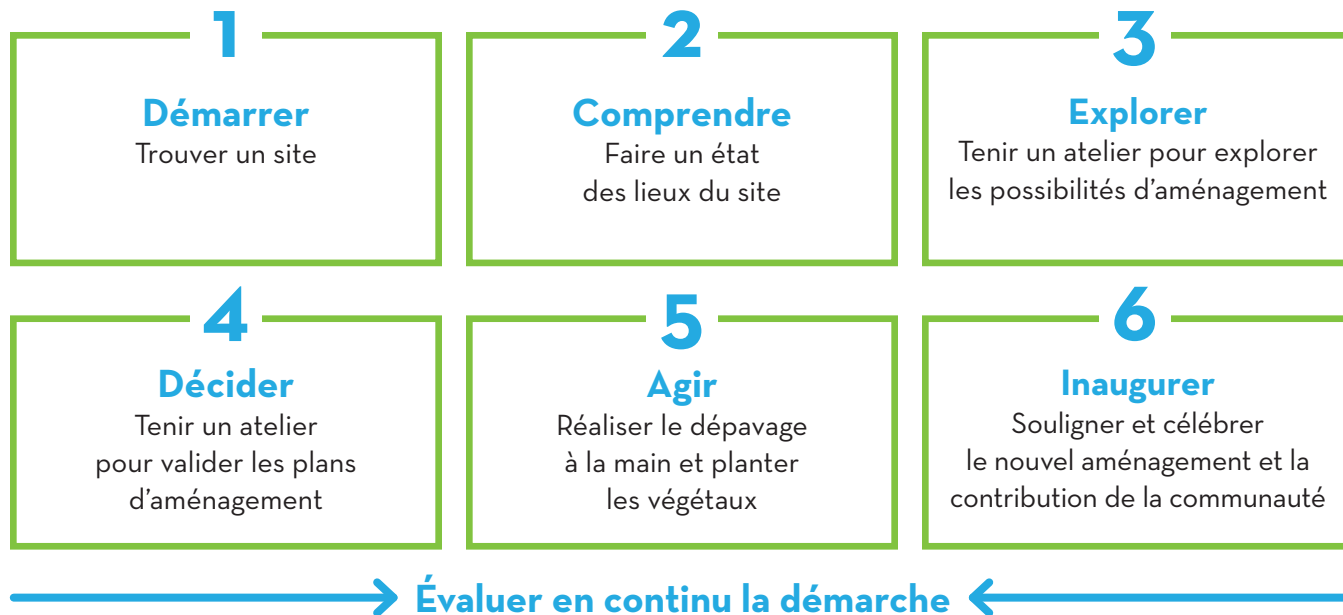 1
Démarrer
Trouver un site
2
Comprendre
Faire un état
des lieux du site
3
Explorer
Tenir un atelier pour explorer
les possibilités d’aménagement
4
Décider
Tenir un atelier
pour valider les plans
d’aménagement
5
Agir
Réaliser le dépavage
à la main et planter
les végétaux
6
Inaugurer
Souligner et célébrer
le nouvel aménagement et la
contribution de la communauté
Évaluer en continu la démarche